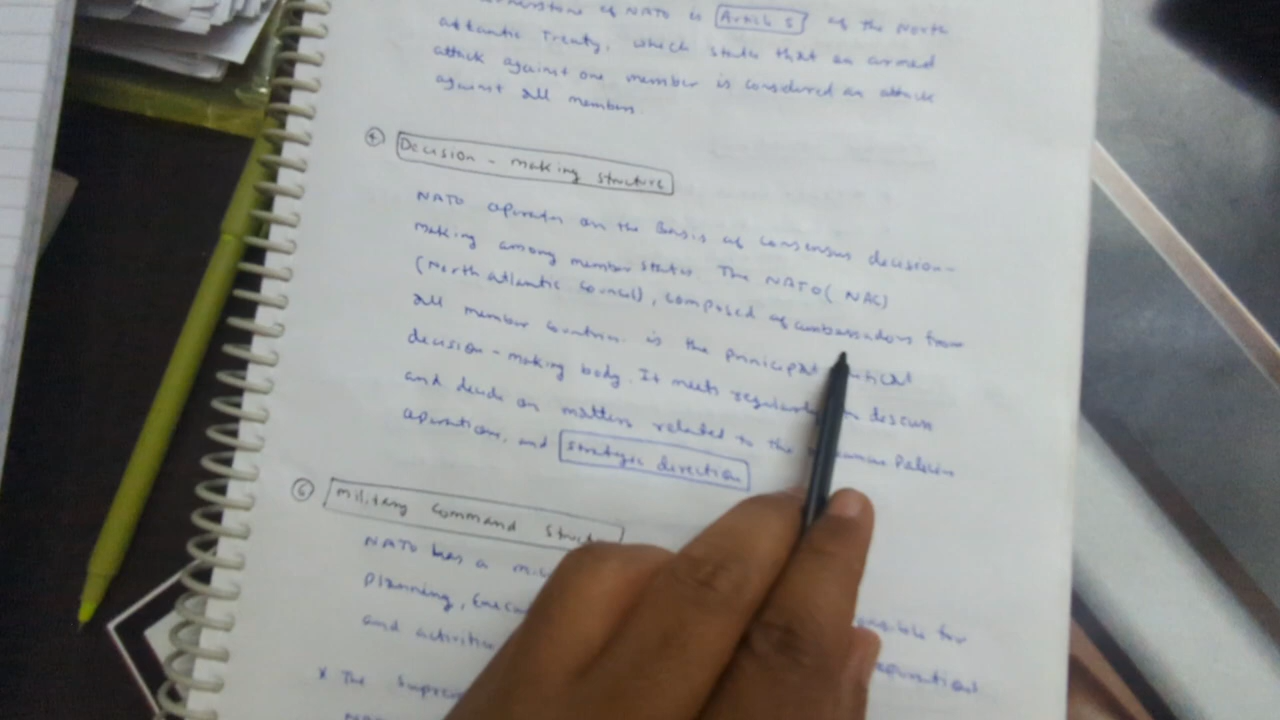 of NATO is Article 5 of the North
atlantic Treaty, which states that an armed
attack against one member is considered an attack
against all members.
④ Decision - making structure
NATO operates on the Basis of consensus decision-
making among member states. The NATO( NAC)
(North atlantic Council), composed of ambassadors from
all member countries. is the principal
decision - making body. It meets regularly discuss
and decide on matters related to the
operations, and strategic direction
military command
NATO has a
planning,
and activities for
* The operational